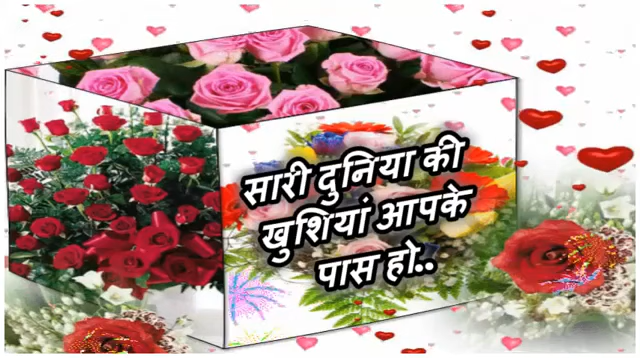 सारी दुनिया की
खुशियां आपके
पास हो..